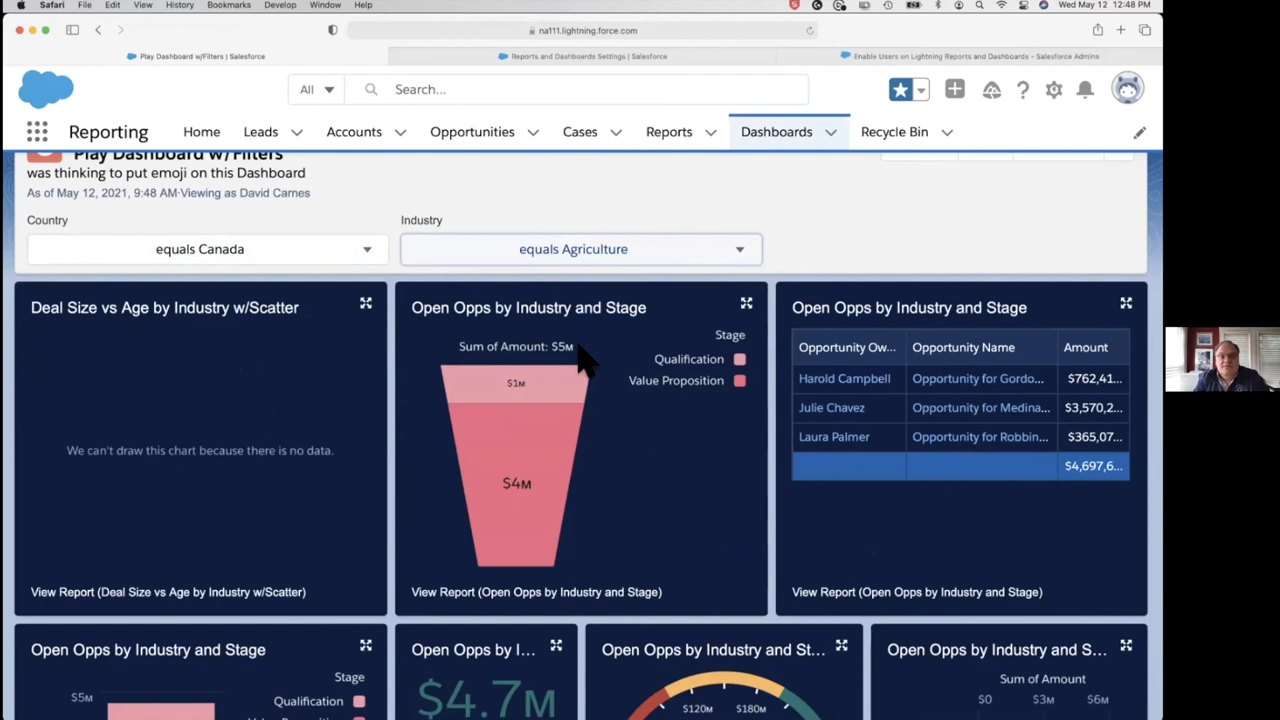 Safari File Edit View History Bookmarks Develop Window Help Wed May 12 12:48 PM
na111.lightning.force.com
Play Dashboard w/Filters | Salesforce Reports and Dashboards Settings | Salesforce Enable Users on Lightning Reports and Dashboards - Salesforce Admins
All Search...
Reporting Home Leads Accounts Opportunities Cases Reports Dashboards Recycle Bin
Play Dashboard w/Filters
was thinking to put emoji on this Dashboard
As of May 12, 2021, 9:48 AM·Viewing as David Carnes
Country Industry
equals Canada equals Agriculture
Deal Size vs Age by Industry w/Scatter
We can't draw this chart because there is no data.
View Report (Deal Size vs Age by Industry w/Scatter)
Open Opps by Industry and Stage
Sum of Amount: $5M
Stage
Qualification
Value Proposition
$1M
$4M
View Report (Open Opps by Industry and Stage)
Open Opps by Industry and Stage
Opportunity Ow... Opportunity Name Amount
Harold Campbell Opportunity for Gordo... $762,41...
Julie Chavez Opportunity for Medina... $3,570,2...
Laura Palmer Opportunity for Robbin... $365,07...
$4,697,6...
View Report (Open Opps by Industry and Stage)
Open Opps by Industry and Stage
Stage
$5M
Qualification
Value Proposition
Open Opps by I...
$4.7M
Open Opps by Industry and St...
$120M $180M
Open Opps by Industry and S...
Sum of Amount
$0 $3M $6M